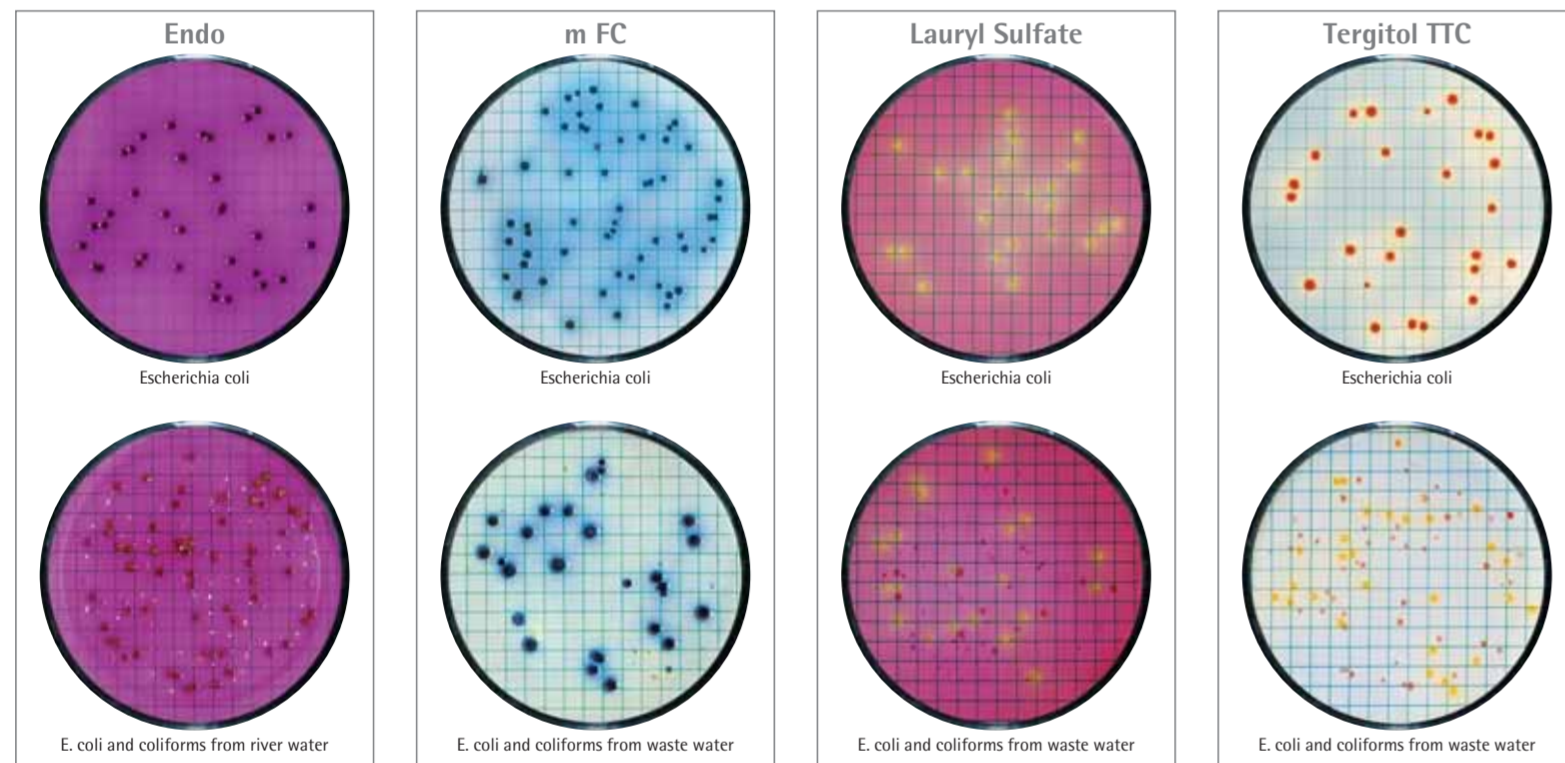 Endo
m FC
Lauryl Sulfate
Tergitol TTC
Escherichia coli
Escherichia coli
Escherichia coli
Escherichia coli
E. coli and coliforms from river water
E. coli and coliforms from waste water
E. coli and coliforms from waste water
E. coli and coliforms from waste water